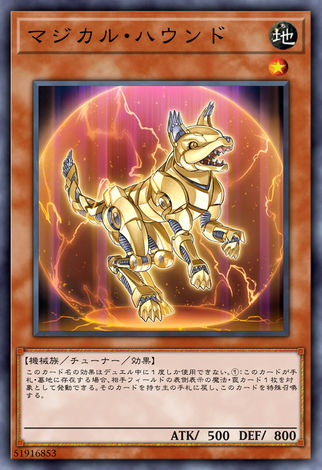 マジカル・ハウンド
地
ち
【機械族／チューナー／効果】
このカード名の効果はデュエル中に１度しか使用できない。①：このカードが手
札・墓地に存在する場合、相手フィールドの表側表示の魔法・罠カード１枚を対
象として発動できる。そのカードを持ち主の手札に戻し、このカードを特殊召喚
する。
ATK/ 500 DEF/ 800
51916853